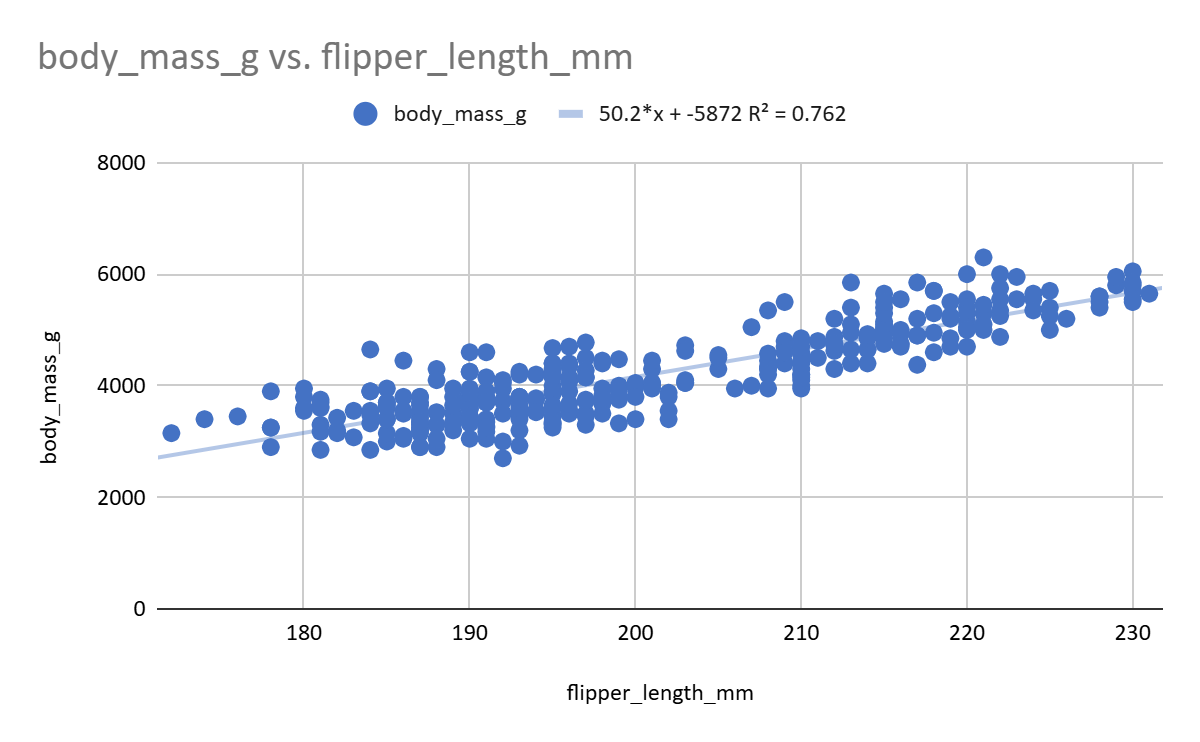 body_mass_g vs. flipper_length_mm
body_mass_g 50.2*x + -5872 R² = 0.762
8000
6000
4000
2000
0
body_mass_g
180 190 200 210 220 230
flipper_length_mm